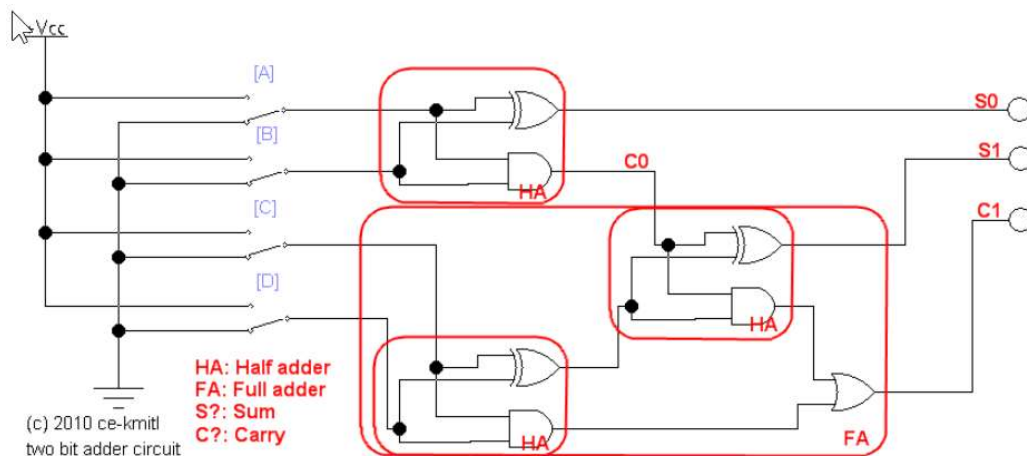 Vcc
[A]
S0
[B]
S1
C0
HA
[C]
C1
[D]
HA
HA: Half adder
FA: Full adder
S?: Sum
C?: Carry
HA
FA
(c) 2010 ce-kmitl
two bit adder circuit